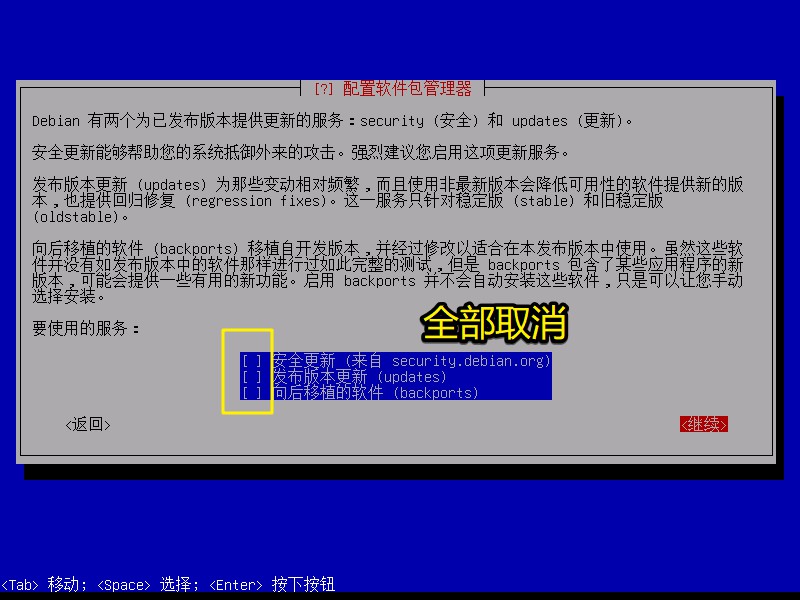 [?] 配置软件包管理器
Debian 有两个为已发布版本提供更新的服务：security (安全) 和 updates (更新)。
安全更新能够帮助您的系统抵御外来的攻击。强烈建议您启用这项更新服务。
发布版本更新 (updates) 为那些变动相对频繁，而且使用非最新版本会降低可用性的软件提供新的版
本，也提供回归修复 (regression fixes)。这一服务只针对稳定版 (stable) 和旧稳定版
(oldstable)。
向后移植的软件 (backports) 移植自开发版本，并经过修改以适合在本发布版本中使用。虽然这些软
件并没有如发布版本中的软件那样进行过如此完整的测试，但是 backports 包含了某些应用程序的新
版本，可能会提供一些有用的新功能。启用 backports 并不会自动安装这些软件，只是可以让您手动
选择安装。
要使用的服务：
全部取消
[ ] 安全更新 (来自 security.debian.org)
[ ] 发布版本更新 (updates)
[ ] 向后移植的软件 (backports)
<返回>
<继续>
<Tab> 移动; <Space> 选择; <Enter> 按下按钮